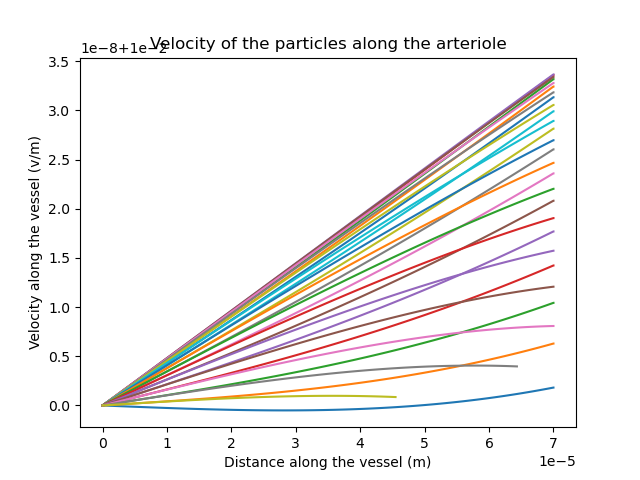 Velocity of the particles along the arteriole
1e−8+1e−2
3.5
3.0
2.5
2.0
1.5
1.0
0.5
0.0
Velocity along the vessel (v/m)
0 1 2 3 4 5 6 7
1e−5
Distance along the vessel (m)